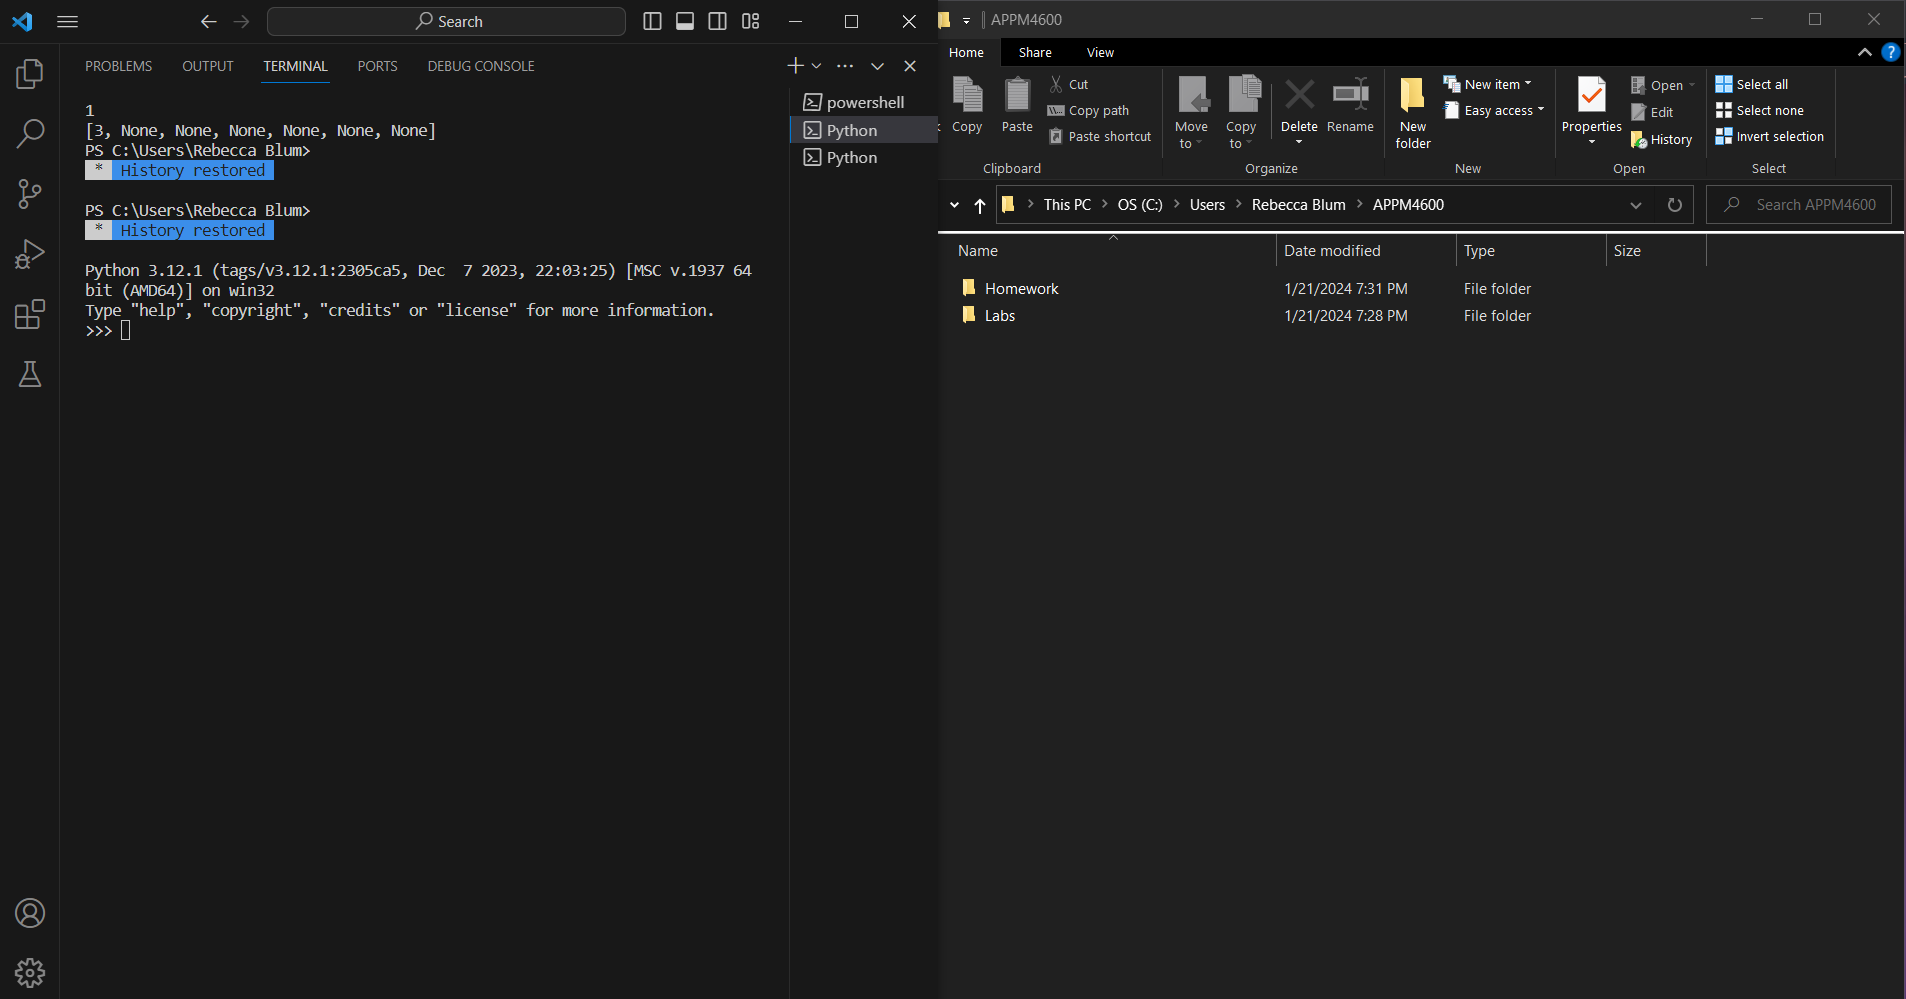 Search
PROBLEMS OUTPUT TERMINAL PORTS DEBUG CONSOLE
1
[3, None, None, None, None, None, None]
PS C:\Users\Rebecca Blum>
* History restored
PS C:\Users\Rebecca Blum>
* History restored
Python 3.12.1 (tags/v3.12.1:2305ca5, Dec  7 2023, 22:03:25) [MSC v.1937 64
bit (AMD64)] on win32
Type "help", "copyright", "credits" or "license" for more information.
>>>
powershell
Python
Python
APPM4600
Home Share View
?
Copy
Paste
Cut
Copy path
Paste shortcut
Clipboard
Move
to
Copy
to
Delete
Rename
Organize
New
folder
New item
Easy access
New
Properties
Open
Edit
History
Open
Select all
Select none
Invert selection
Select
This PC > OS (C:) > Users > Rebecca Blum > APPM4600
Search APPM4600
Name Date modified Type Size
Homework 1/21/2024 7:31 PM File folder
Labs 1/21/2024 7:28 PM File folder